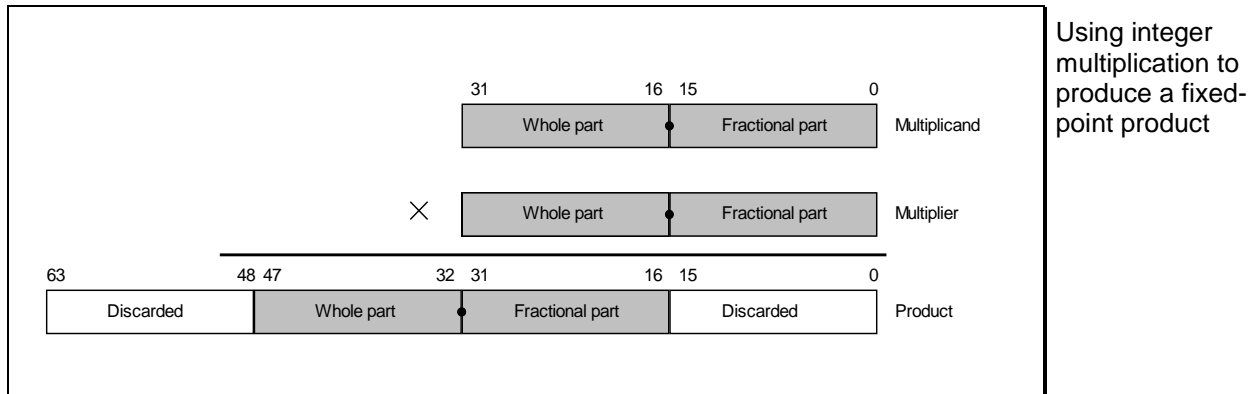 31 16 15 0
Whole part Fractional part Multiplicand
× Whole part Fractional part Multiplier
63 48 47 32 31 16 15 0
Discarded Whole part Fractional part Discarded Product
Using integer
multiplication to
produce a fixed-
point product